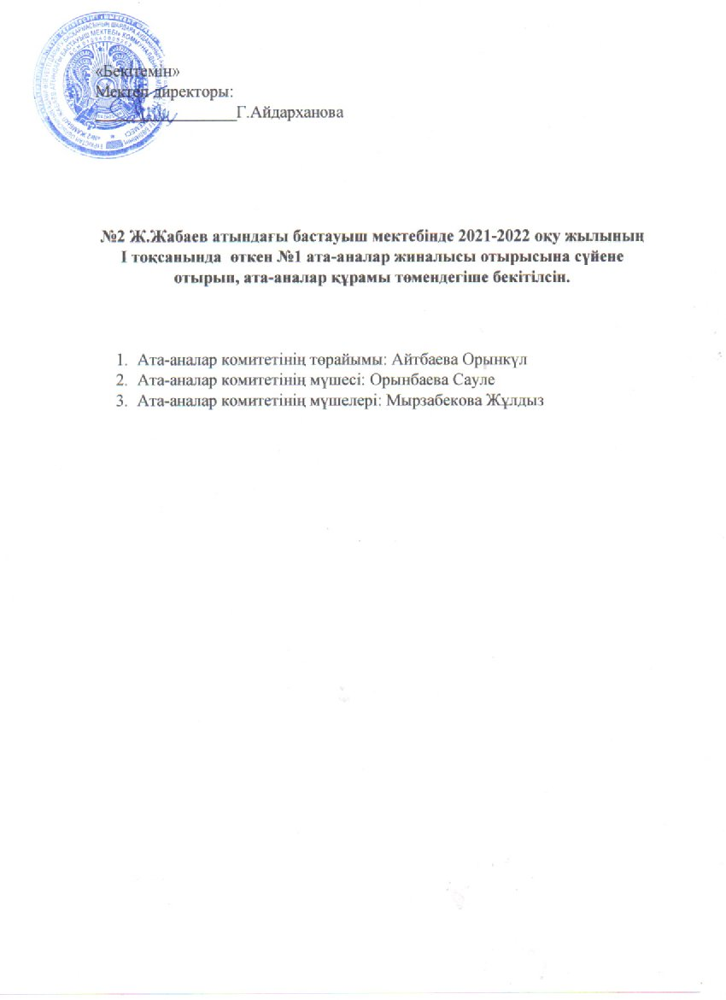 «Бекітемін»
Мектеп директоры:
Г.Айдарханова
№2 Ж.Жабаев атындағы бастауыш мектебінде 2021-2022 оқу жылының
І тоқсанында өткен №1 ата-аналар жиналысы отырысына сүйене
отырып, ата-аналар құрамы төмендегіше бекітілсін.
1. Ата-аналар комитетінің төрайымы: Айтбаева Орынкүл
2. Ата-аналар комитетінің мүшесі: Орынбаева Сауле
3. Ата-аналар комитетінің мүшелері: Мырзабекова Жұлдыз